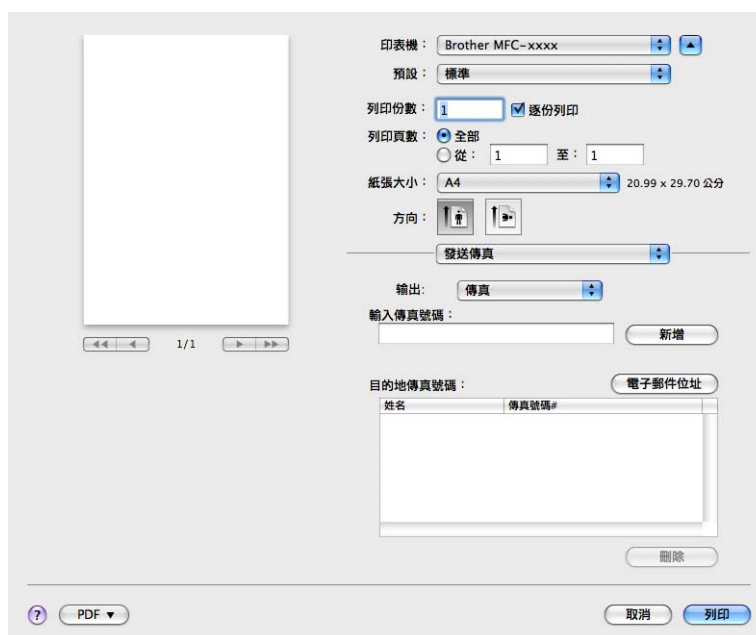 印表機： Brother MFC-xxxx
預設： 標準
列印份數： 1 逐份列印
列印頁數： 全部
從： 1 至： 1
紙張大小： A4 20.99 x 29.70 公分
方向：
發送傳真
輸出: 傳真
輸入傳真號碼：
新增
1/1
目的地傳真號碼： 電子郵件位址
姓名 傳真號碼#
刪除
? PDF ▼ 取消 列印